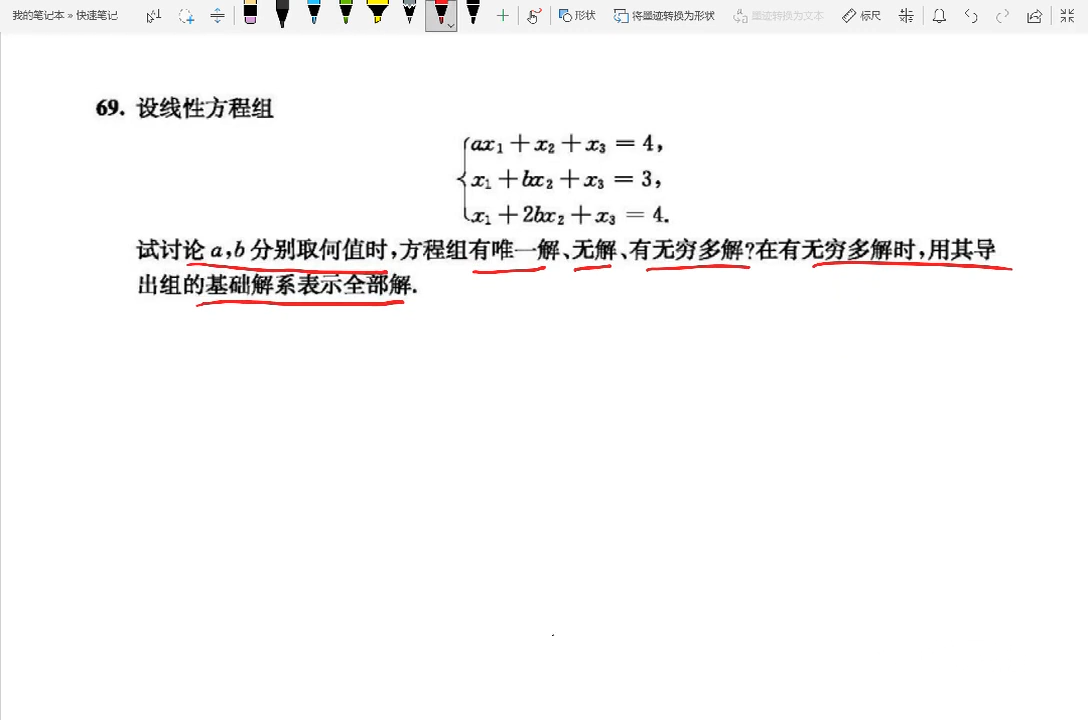 我的笔记本 » 快速笔记
形状
将墨迹转换为形状
墨迹转换为文本
标尺
69. 设线性方程组
ax₁ + x₂ + x₃ = 4,
x₁ + bx₂ + x₃ = 3,
x₁ + 2bx₂ + x₃ = 4.
试讨论 a,b 分别取何值时,方程组有唯一解、无解、有无穷多解?在有无穷多解时,用其导
出组的基础解系表示全部解.